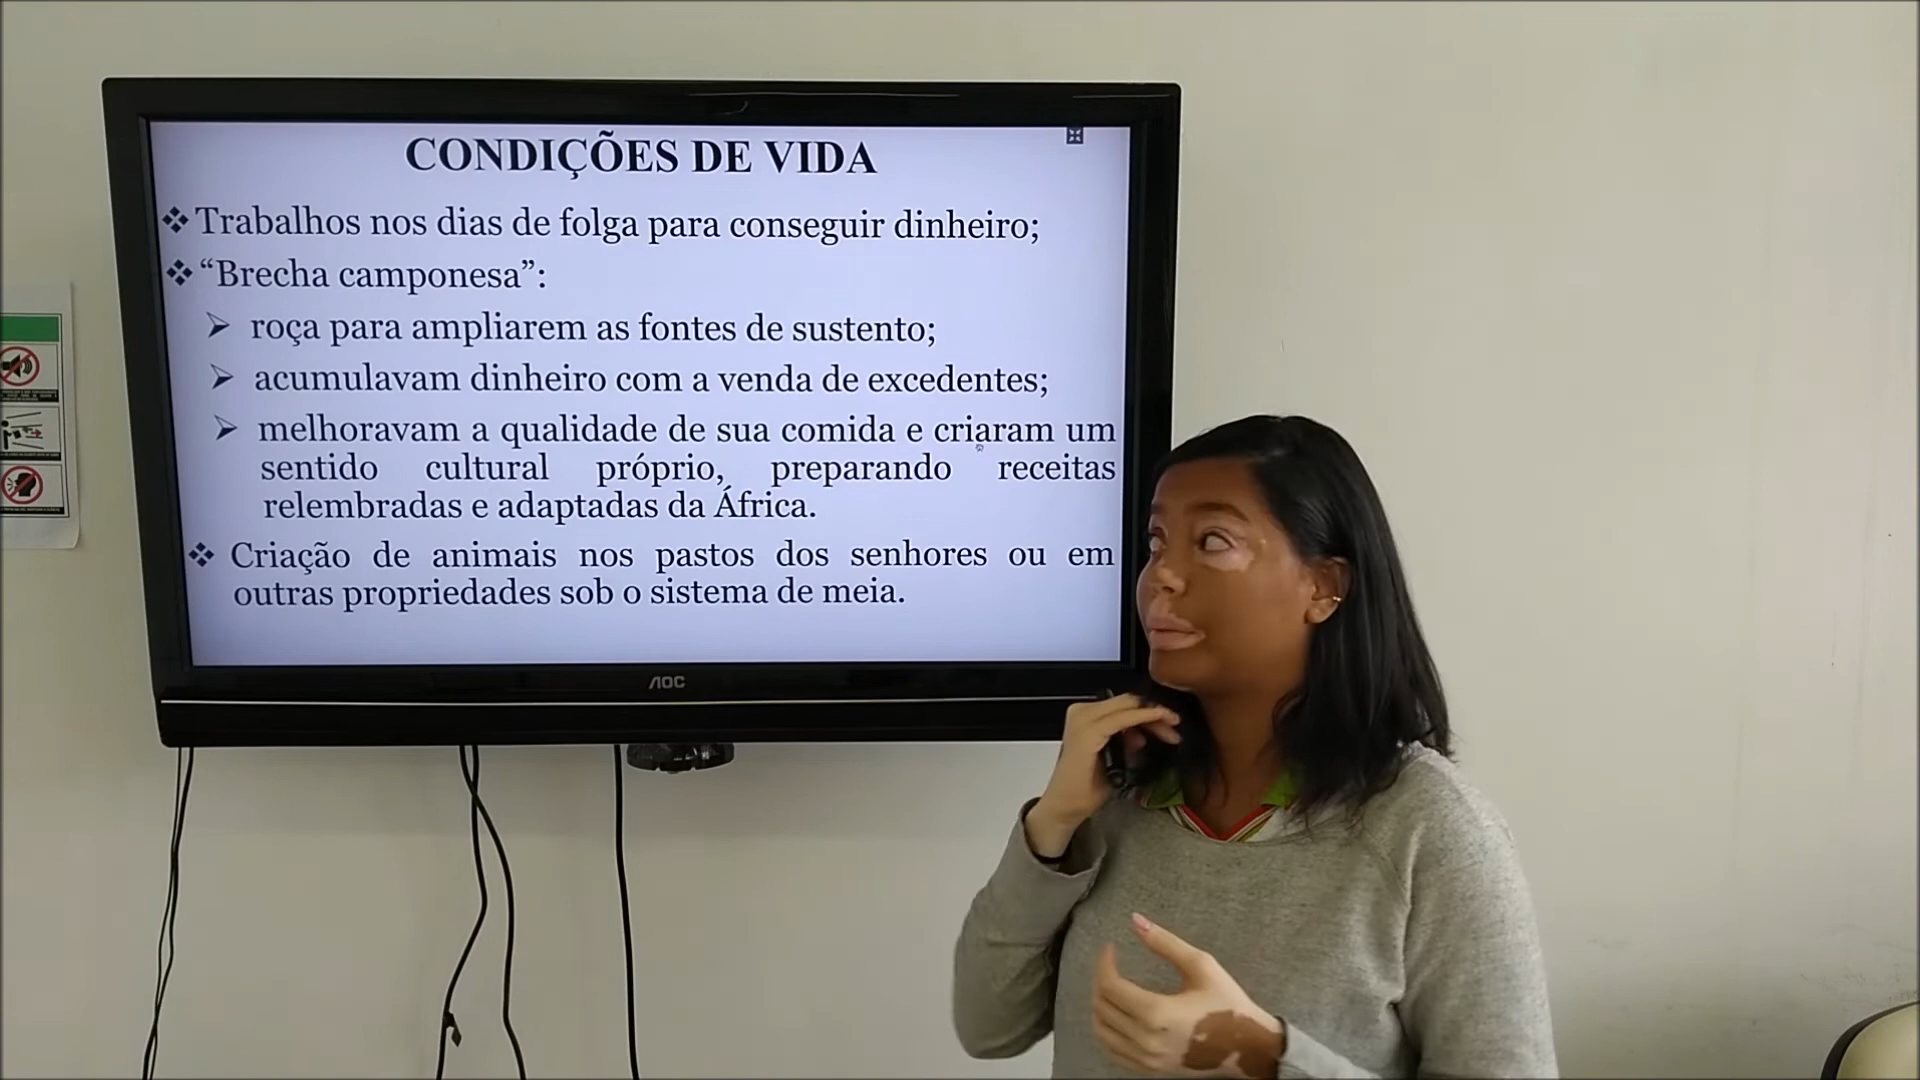 CONDIÇÕES DE VIDA
❖ Trabalhos nos dias de folga para conseguir dinheiro;
❖ “Brecha camponesa”:
➢ roça para ampliarem as fontes de sustento;
➢ acumulavam dinheiro com a venda de excedentes;
➢ melhoravam a qualidade de sua comida e criaram um
sentido cultural próprio, preparando receitas
relembradas e adaptadas da África.
❖ Criação de animais nos pastos dos senhores ou em
outras propriedades sob o sistema de meia.
AOC